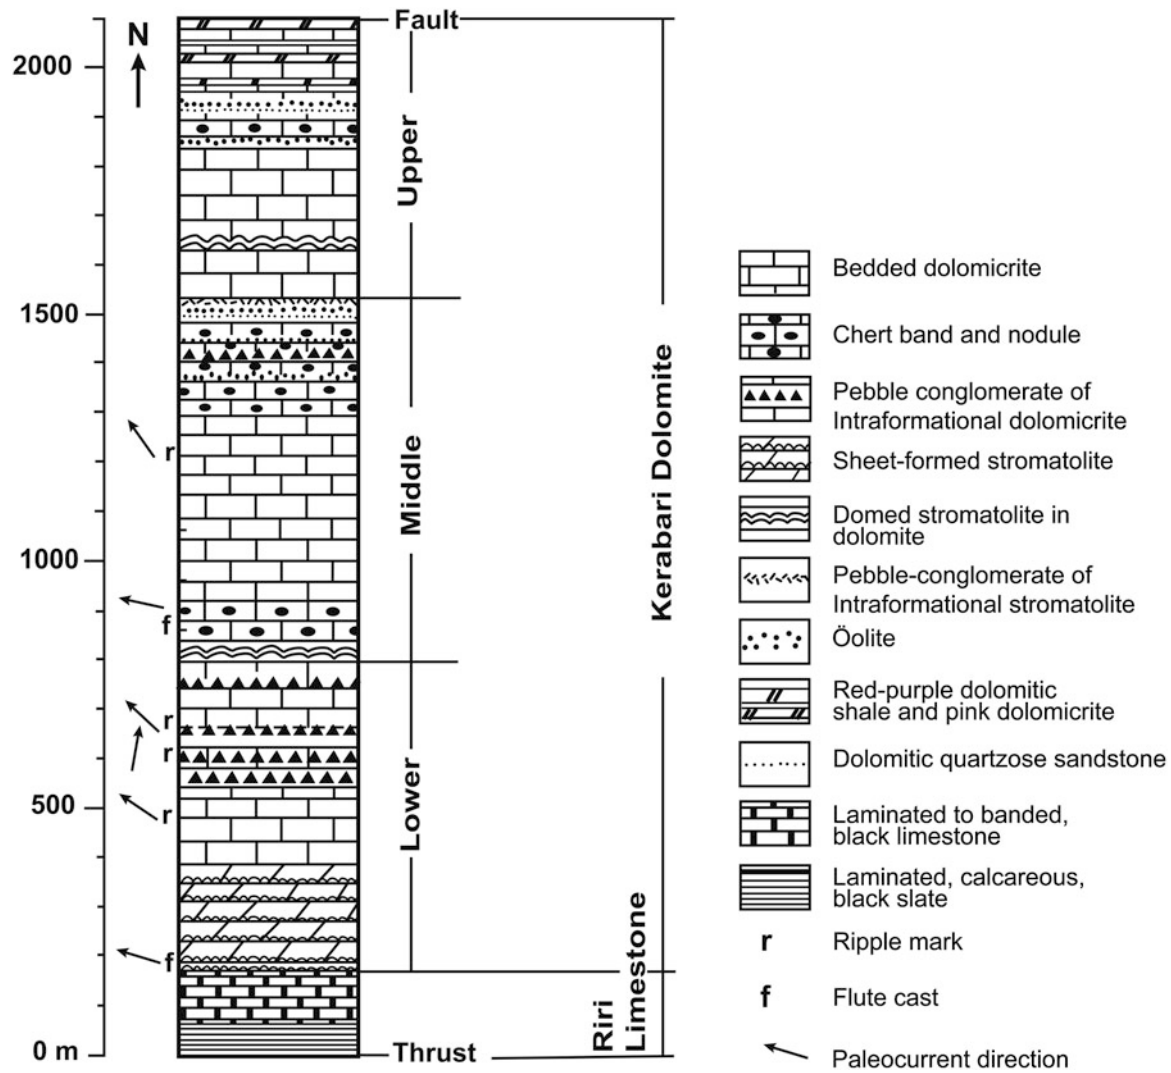 Fault
N
2000
Upper
1500
r
Middle
1000
f
Kerabari Dolomite
r
r
500
r
Lower
f
Riri
Limestone
0 m
Thrust
Bedded dolomicrite
Chert band and nodule
Pebble conglomerate of
Intraformational dolomicrite
Sheet-formed stromatolite
Domed stromatolite in
dolomite
Pebble-conglomerate of
Intraformational stromatolite
Öolite
Red-purple dolomitic
shale and pink dolomicrite
Dolomitic quartzose sandstone
Laminated to banded,
black limestone
Laminated, calcareous,
black slate
r Ripple mark
f Flute cast
Paleocurrent direction